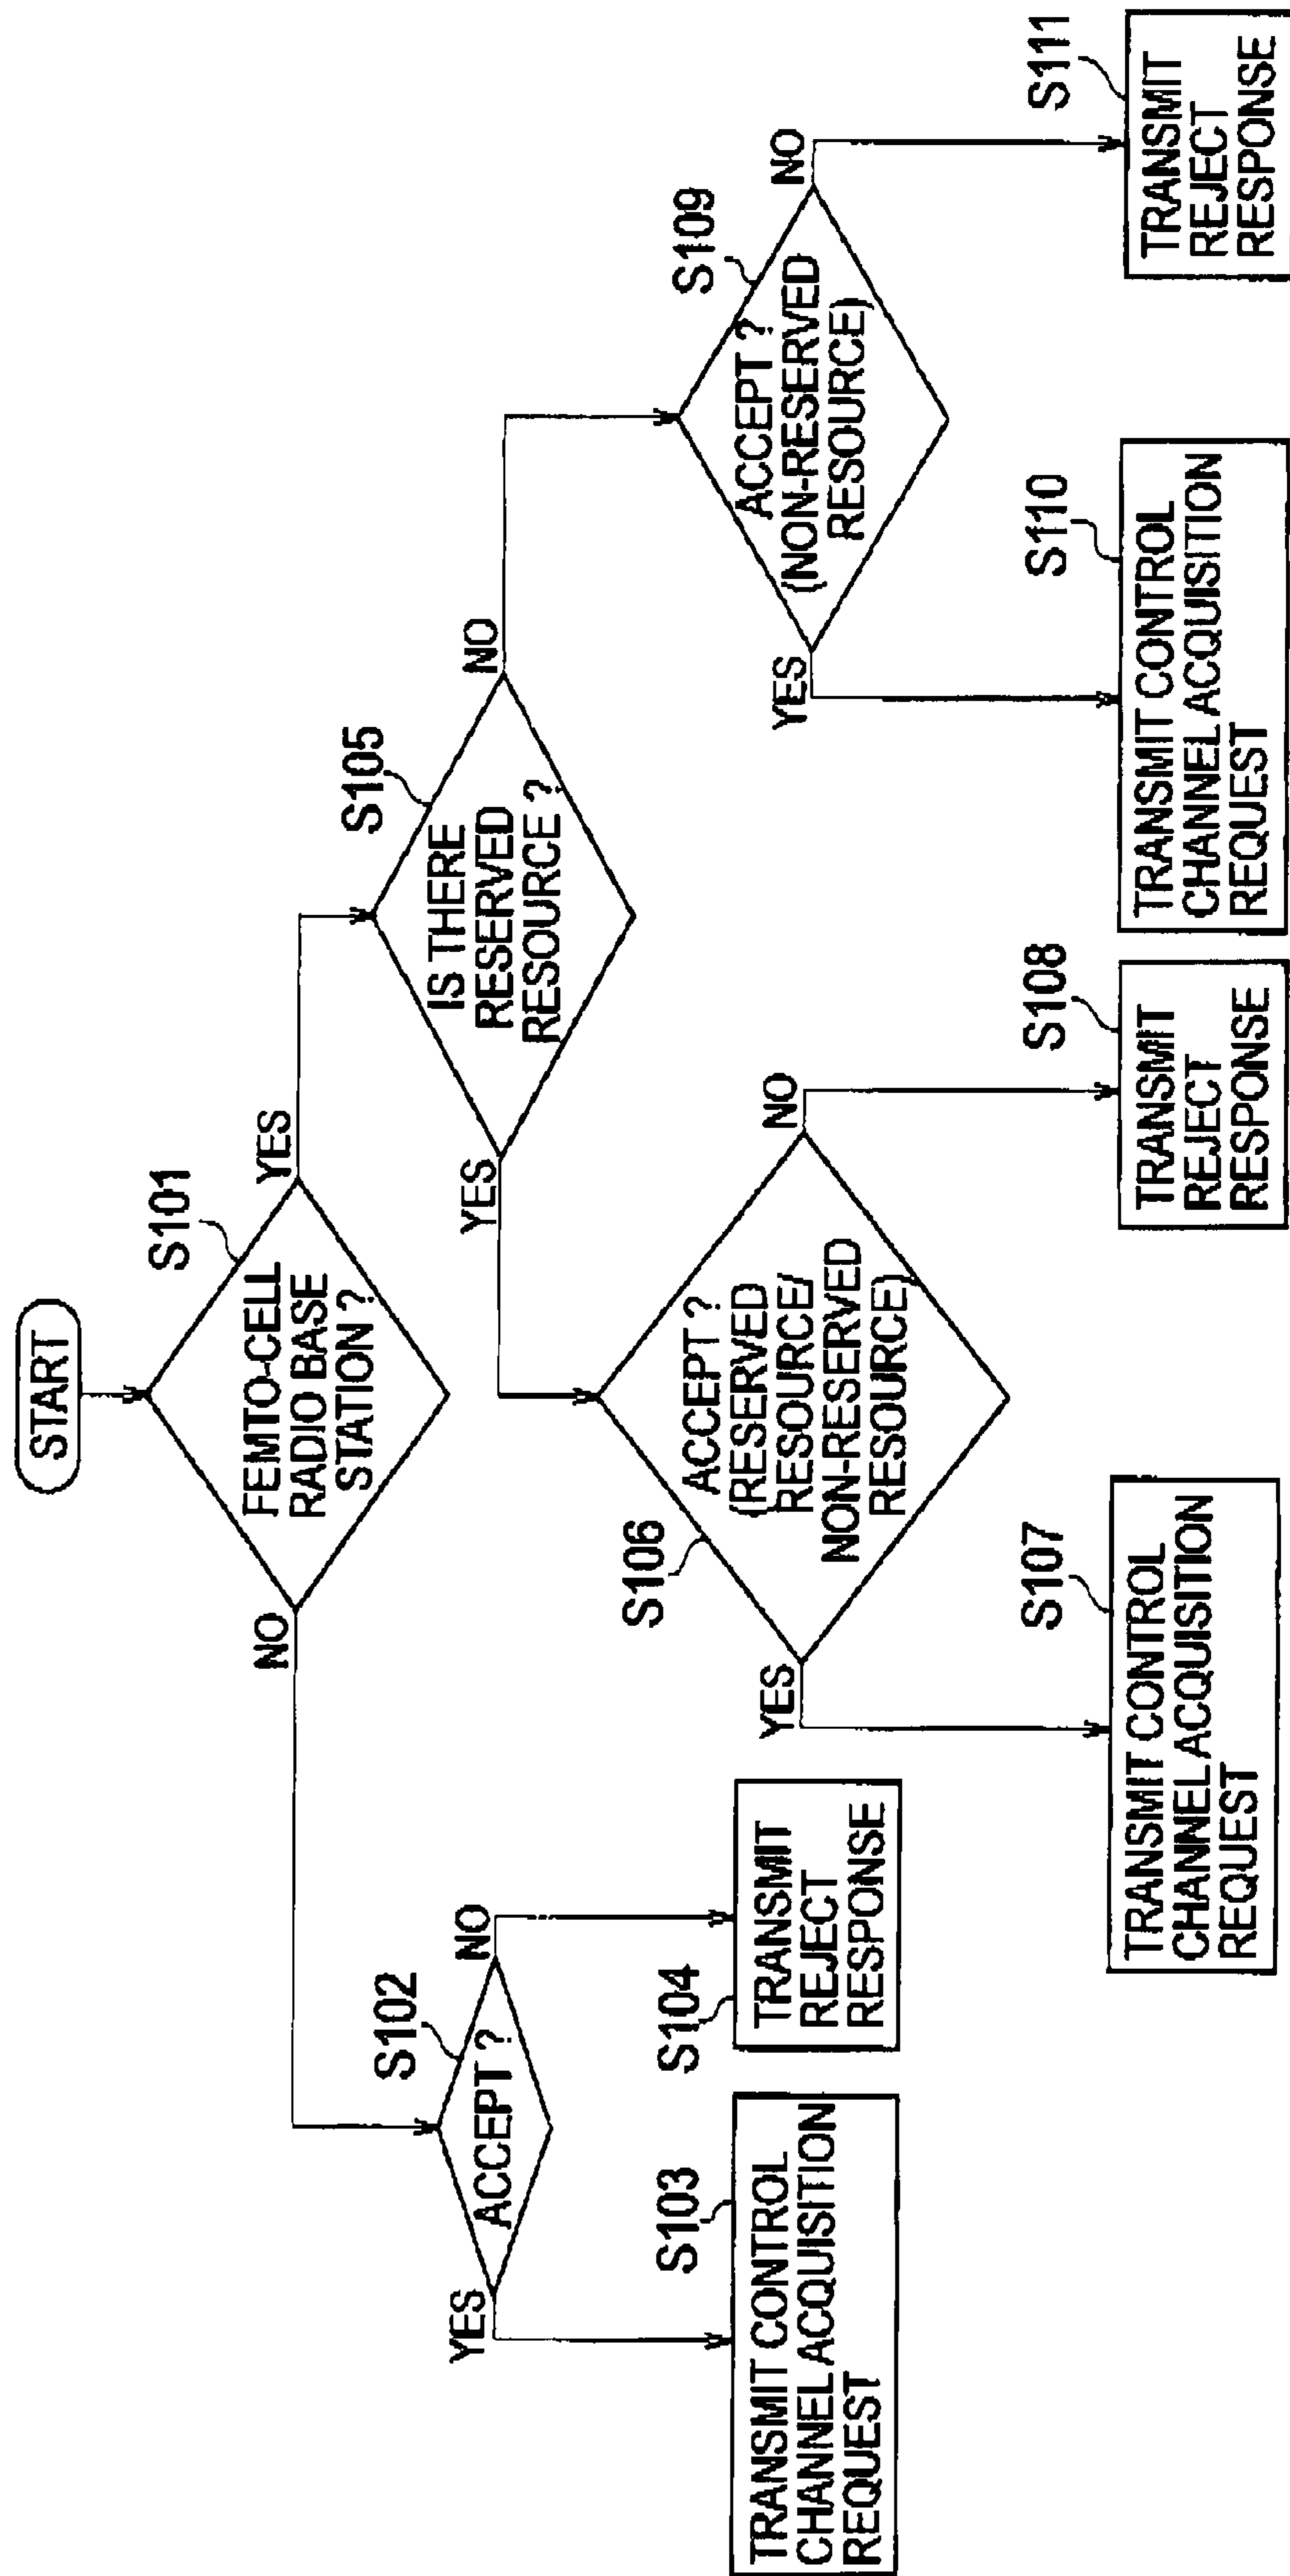 START
S101
FEMTO-CELL
RADIO BASE
STATION ?
NO
YES
S102
ACCEPT ?
YES
NO
S103
TRANSMIT CONTROL
CHANNEL ACQUISITION
REQUEST
S104
TRANSMIT
REJECT
RESPONSE
S105
IS THERE
RESERVED
RESOURCE ?
YES
NO
S106
ACCEPT ?
(RESERVED
RESOURCE/
NON-RESERVED
RESOURCE)
YES
NO
S107
TRANSMIT CONTROL
CHANNEL ACQUISITION
REQUEST
S108
TRANSMIT
REJECT
RESPONSE
S109
ACCEPT ?
(NON-RESERVED
RESOURCE)
YES
NO
S110
TRANSMIT CONTROL
CHANNEL ACQUISITION
REQUEST
S111
TRANSMIT
REJECT
RESPONSE